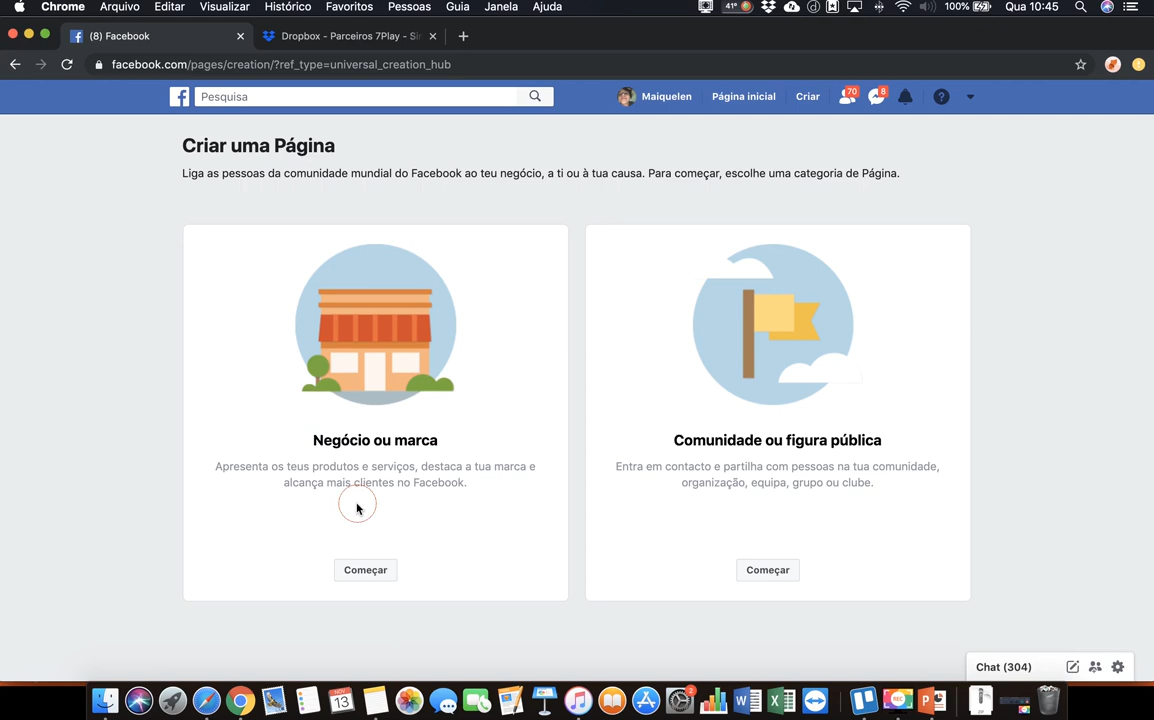 Chrome Arquivo Editar Visualizar Histórico Favoritos Pessoas Guia Janela Ajuda 41° 100% Qua 10:45
(8) Facebook Dropbox - Parceiros 7Play - Sir
facebook.com/pages/creation/?ref_type=universal_creation_hub
Pesquisa Maiquelen Página inicial Criar 70 8
Criar uma Página
Liga as pessoas da comunidade mundial do Facebook ao teu negócio, a ti ou à tua causa. Para começar, escolhe uma categoria de Página.
Negócio ou marca
Apresenta os teus produtos e serviços, destaca a tua marca e
alcança mais clientes no Facebook.
Começar
Comunidade ou figura pública
Entra em contacto e partilha com pessoas na tua comunidade,
organização, equipa, grupo ou clube.
Começar
Chat (304)
NOV
13
2